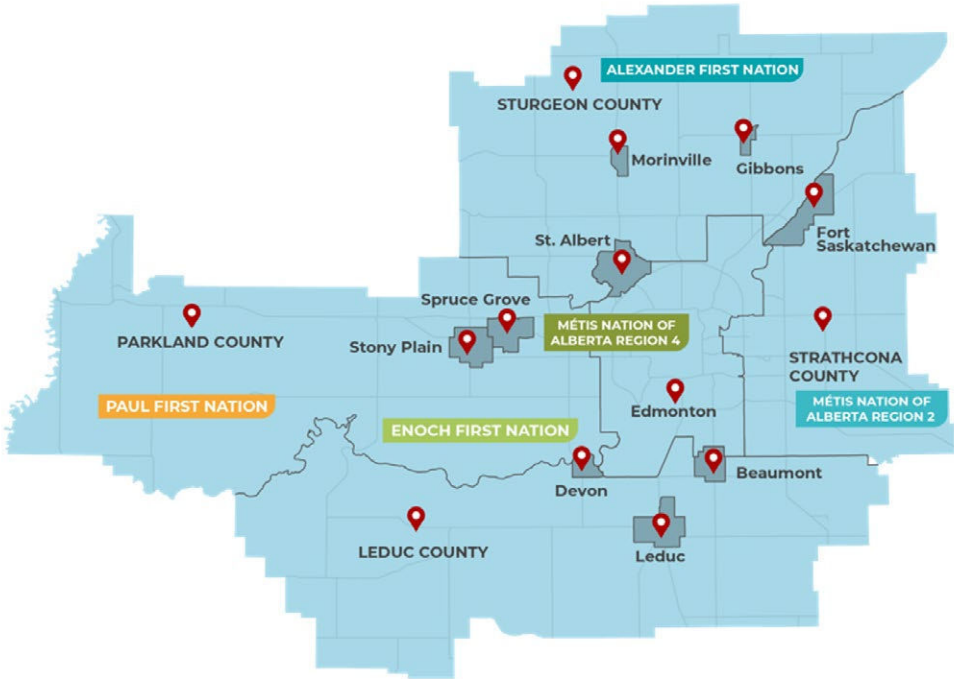 ALEXANDER FIRST NATION
STURGEON COUNTY
Morinville
Gibbons
St. Albert
Fort
Saskatchewan
Spruce Grove
Stony Plain
MÉTIS NATION OF
ALBERTA REGION 4
PARKLAND COUNTY
STRATHCONA
COUNTY
PAUL FIRST NATION
MÉTIS NATION OF
ALBERTA REGION 2
Edmonton
ENOCH FIRST NATION
Devon
Beaumont
LEDUC COUNTY
Leduc